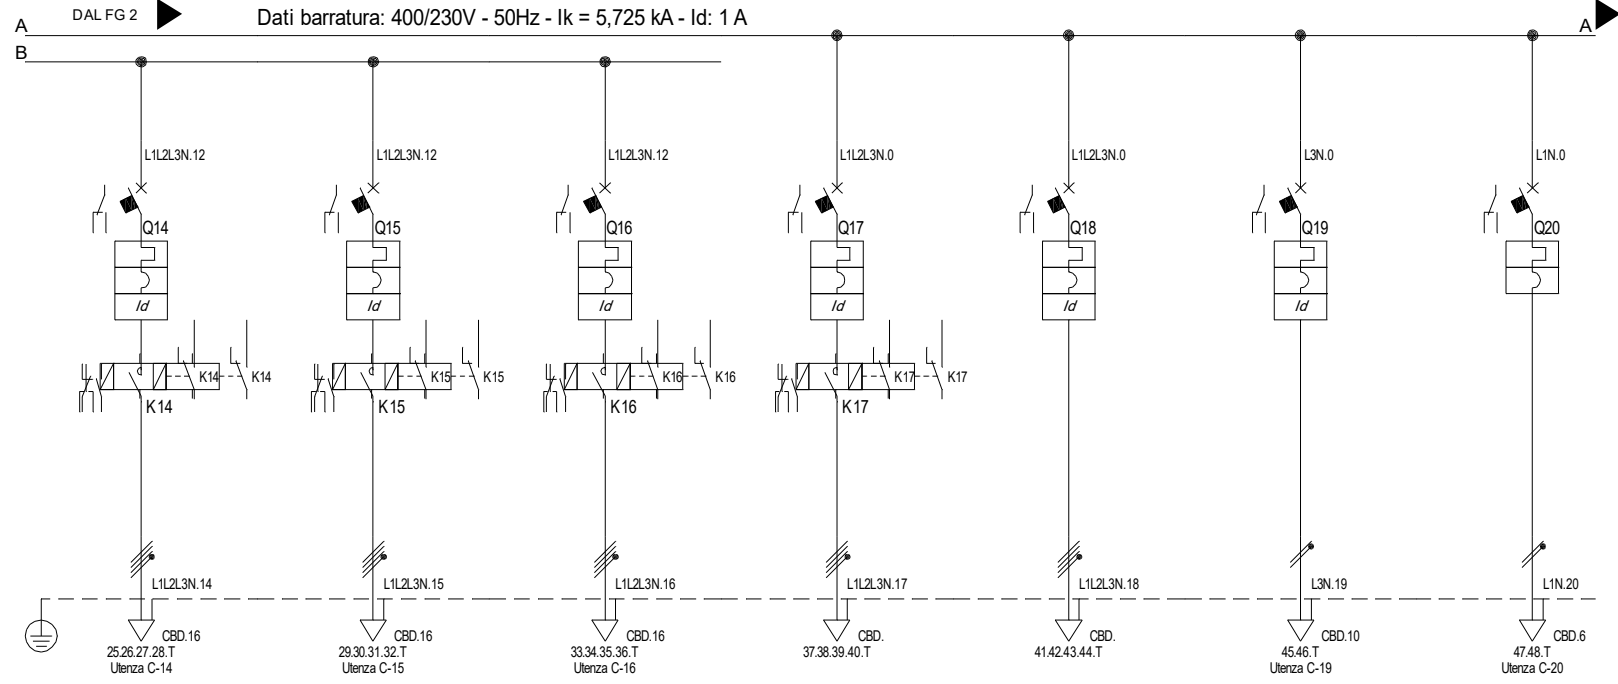 DAL FG 2
Dati barratura: 400/230V - 50Hz - Ik = 5,725 kA - Id: 1 A
A A
B
L1L2L3N.12 L1L2L3N.12 L1L2L3N.12 L1L2L3N.0 L1L2L3N.0 L3N.0 L1N.0
Q14 Q15 Q16 Q17 Q18 Q19 Q20
Id Id Id Id Id Id
K14 K14 K15 K15 K16 K16 K17 K17
K14 K15 K16 K17
L1L2L3N.14 L1L2L3N.15 L1L2L3N.16 L1L2L3N.17 L1L2L3N.18 L3N.19 L1N.20
CBD.16 CBD.16 CBD.16 CBD. CBD. CBD.10 CBD.6
25.26.27.28.T 29.30.31.32.T 33.34.35.36.T 37.38.39.40.T 41.42.43.44.T 45.46.T 47.48.T
Utenza C-14 Utenza C-15 Utenza C-16 Utenza C-19 Utenza C-20